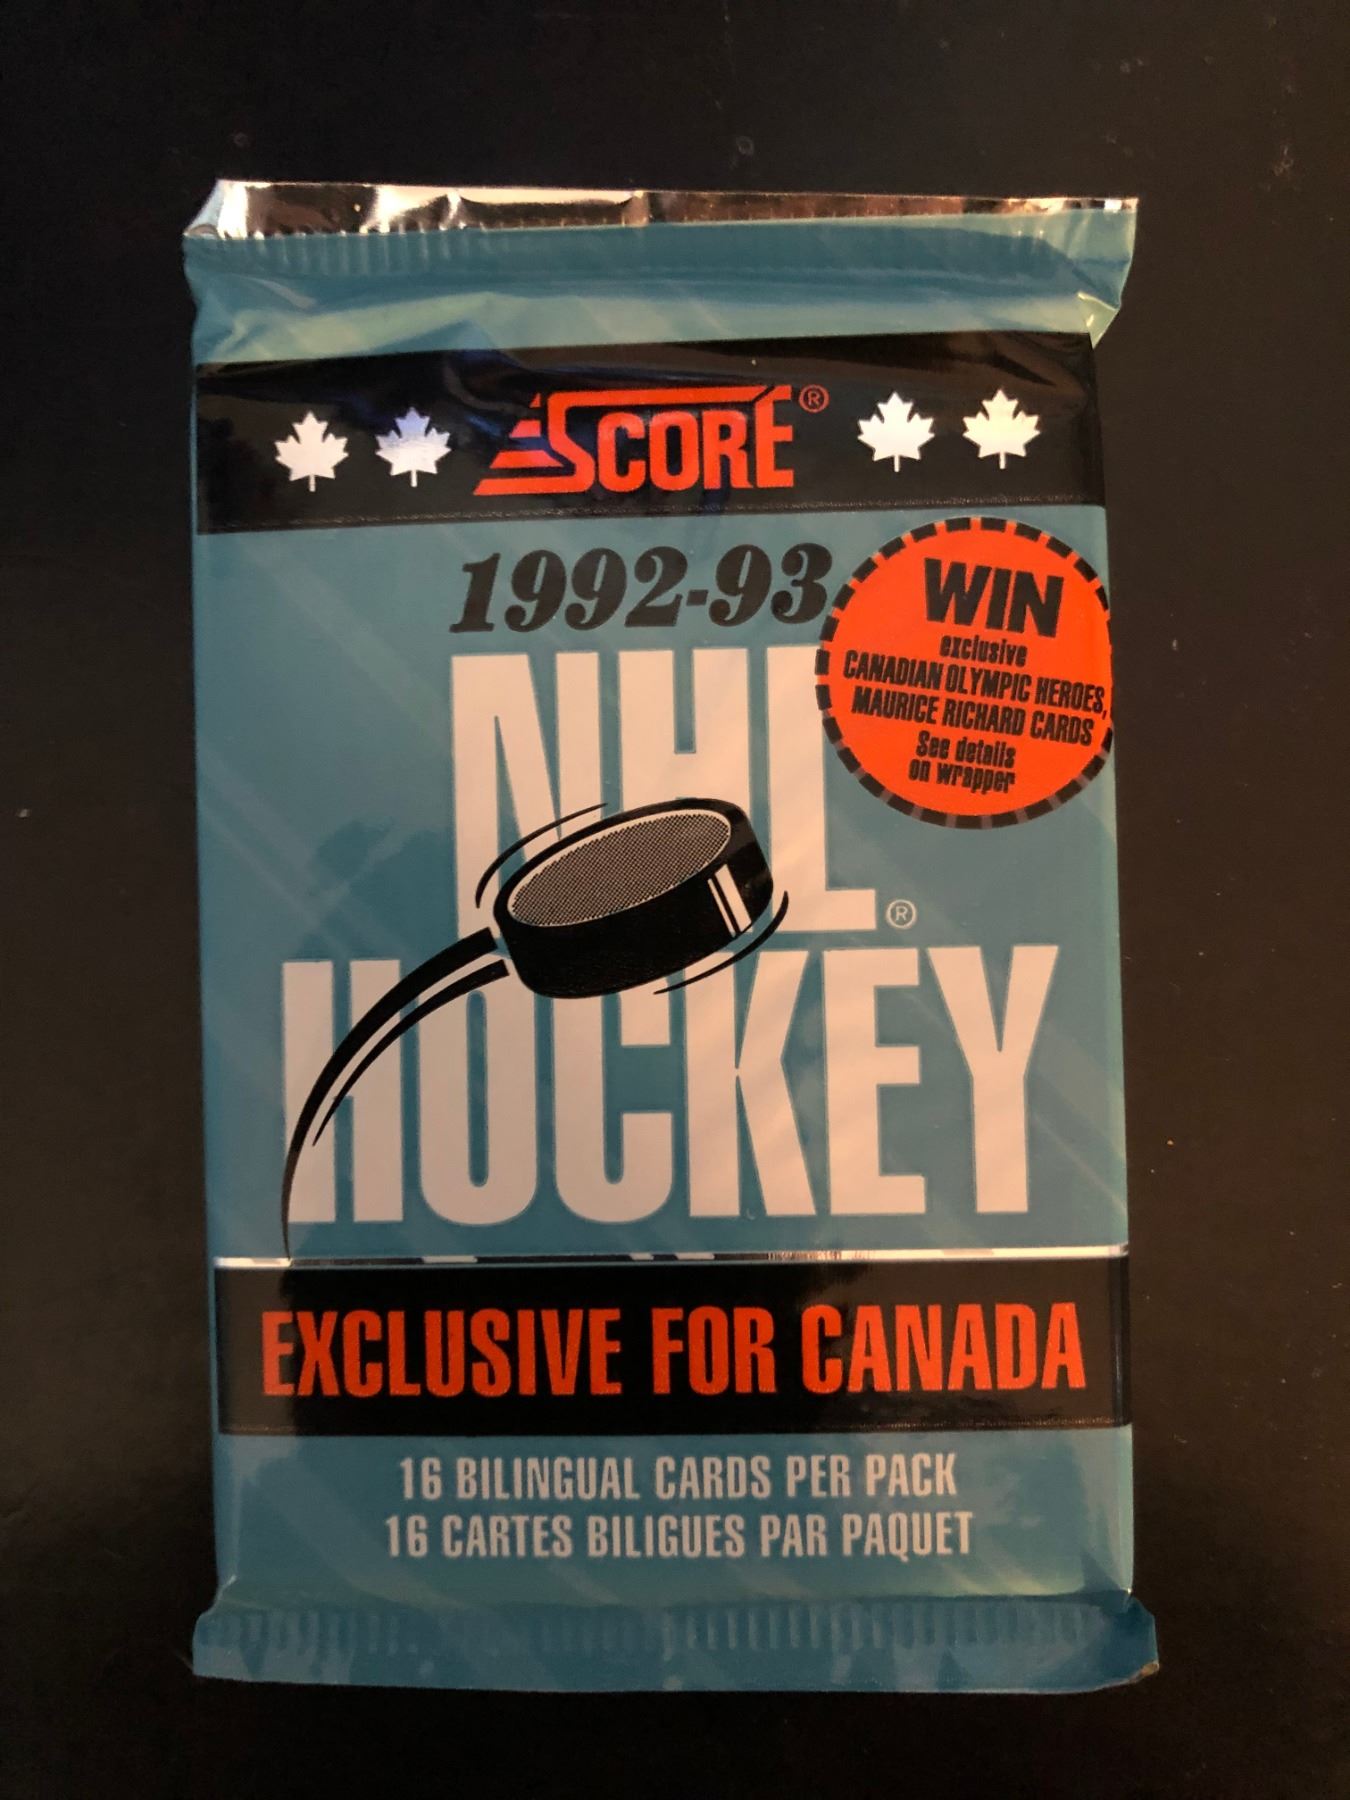 SCORE®
1992-93
NHL®
HOCKEY
WIN
exclusive
CANADIAN OLYMPIC HEROES,
MAURICE RICHARD CARDS
See details
on wrapper
EXCLUSIVE FOR CANADA
16 BILINGUAL CARDS PER PACK
16 CARTES BILIGUES PAR PAQUET